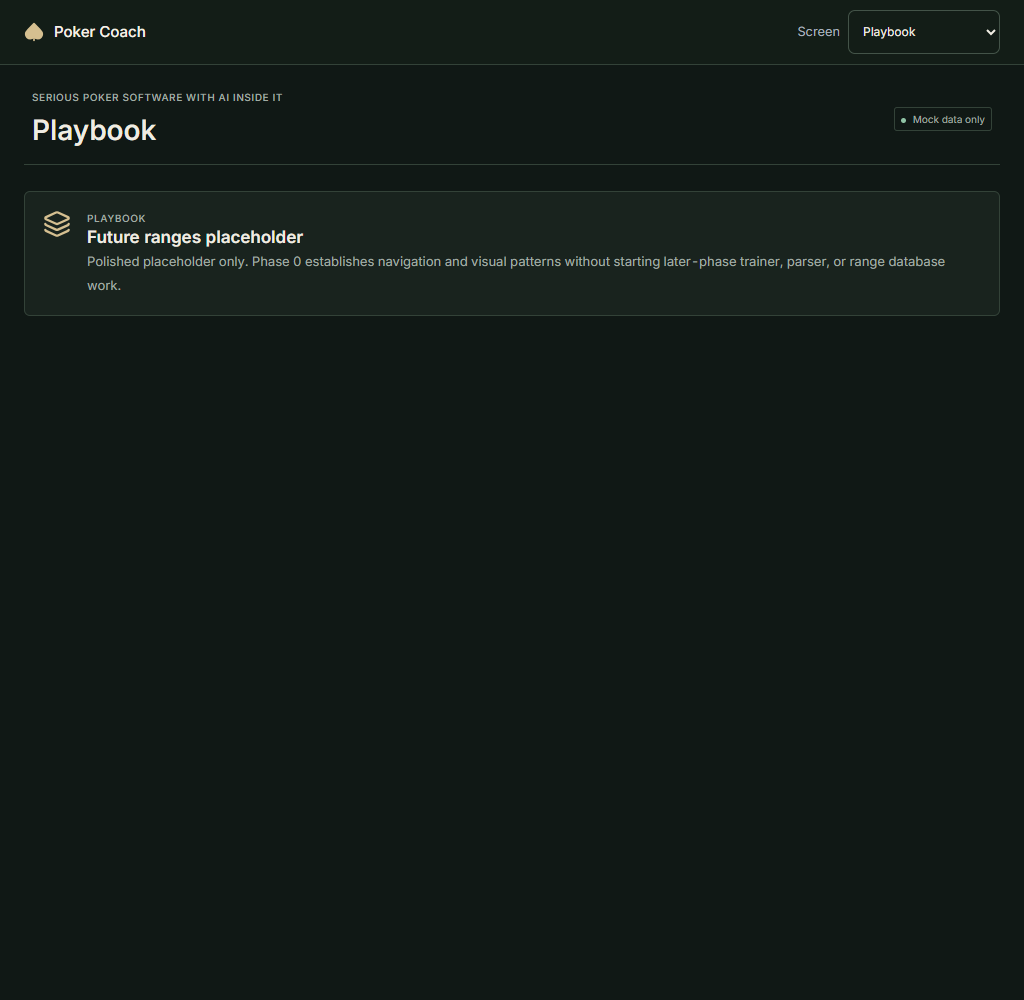 Poker Coach
Screen
Playbook
SERIOUS POKER SOFTWARE WITH AI INSIDE IT
Playbook
Mock data only
PLAYBOOK
Future ranges placeholder
Polished placeholder only. Phase 0 establishes navigation and visual patterns without starting later-phase trainer, parser, or range database
work.